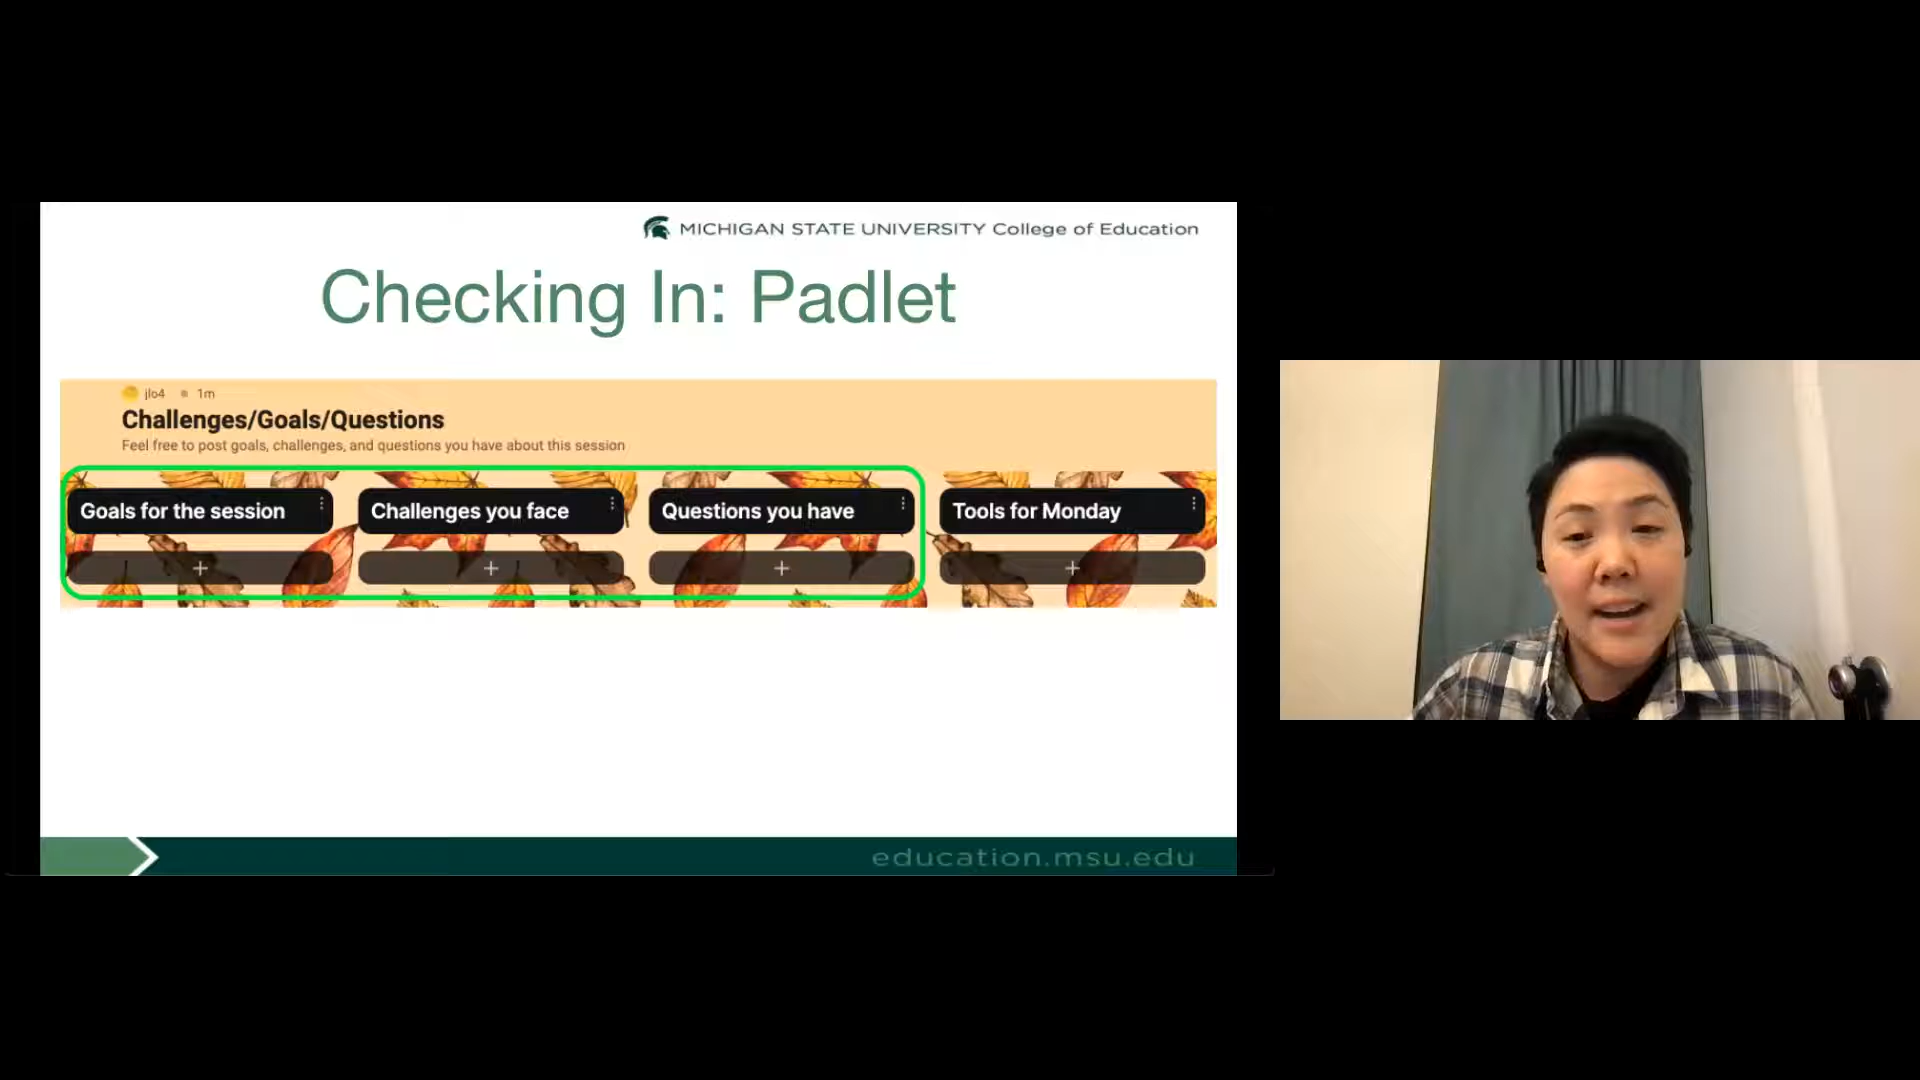 MICHIGAN STATE UNIVERSITY College of Education
Checking In: Padlet
jlo4 1m
Challenges/Goals/Questions
Feel free to post goals, challenges, and questions you have about this session
Goals for the session
Challenges you face
Questions you have
Tools for Monday
education.msu.edu